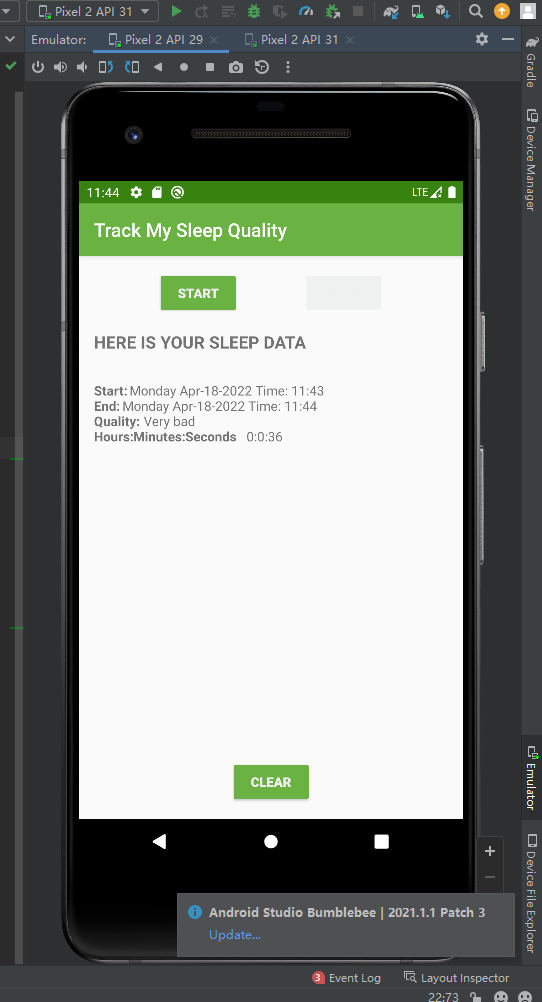 Pixel 2 API 31
Emulator: Pixel 2 API 29 Pixel 2 API 31
Gradle
Device Manager
11:44 LTE
Track My Sleep Quality
START
HERE IS YOUR SLEEP DATA
Start: Monday Apr-18-2022 Time: 11:43
End: Monday Apr-18-2022 Time: 11:44
Quality: Very bad
Hours:Minutes:Seconds 0:0:36
CLEAR
Emulator
Device File Explorer
Android Studio Bumblebee | 2021.1.1 Patch 3
Update...
3 Event Log Layout Inspector
22:73